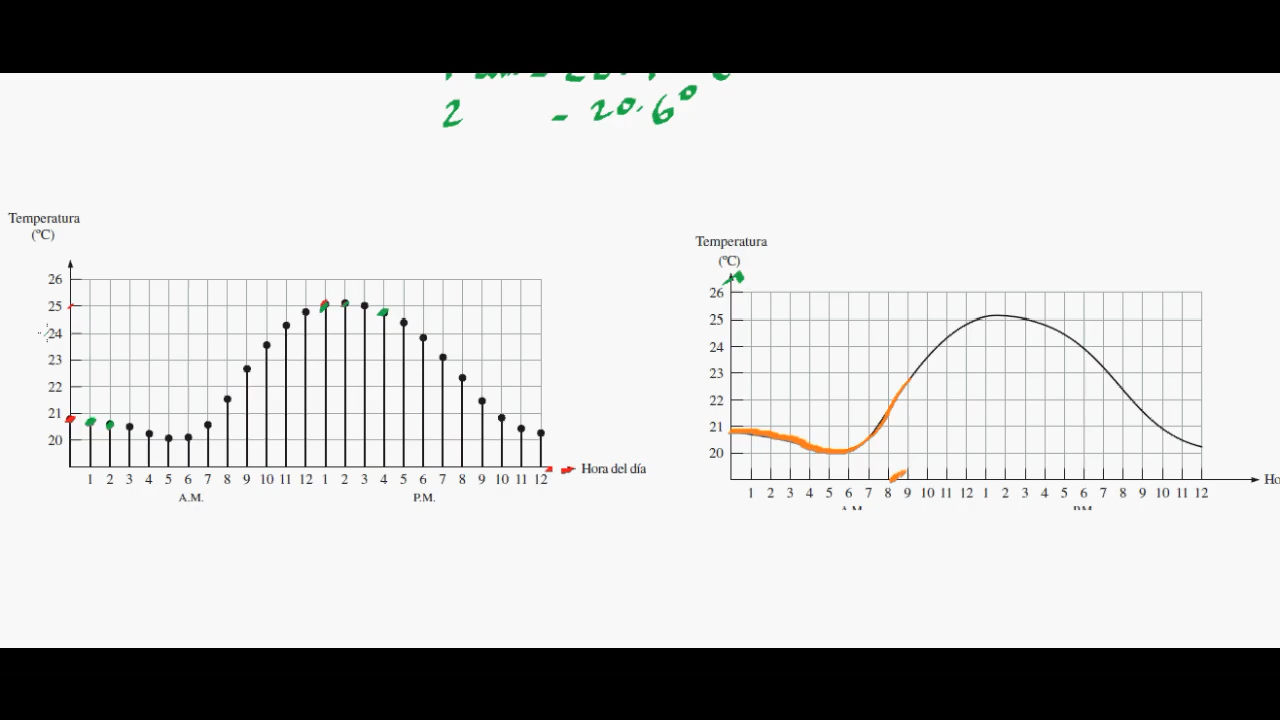 2 - 20.6°
Temperatura
(ºC)
26
25
24
23
22
21
20
1 2 3 4 5 6 7 8 9 10 11 12 1 2 3 4 5 6 7 8 9 10 11 12
Hora del día
A.M. P.M.
Temperatura
(ºC)
26
25
24
23
22
21
20
1 2 3 4 5 6 7 8 9 10 11 12 1 2 3 4 5 6 7 8 9 10 11 12
Ho